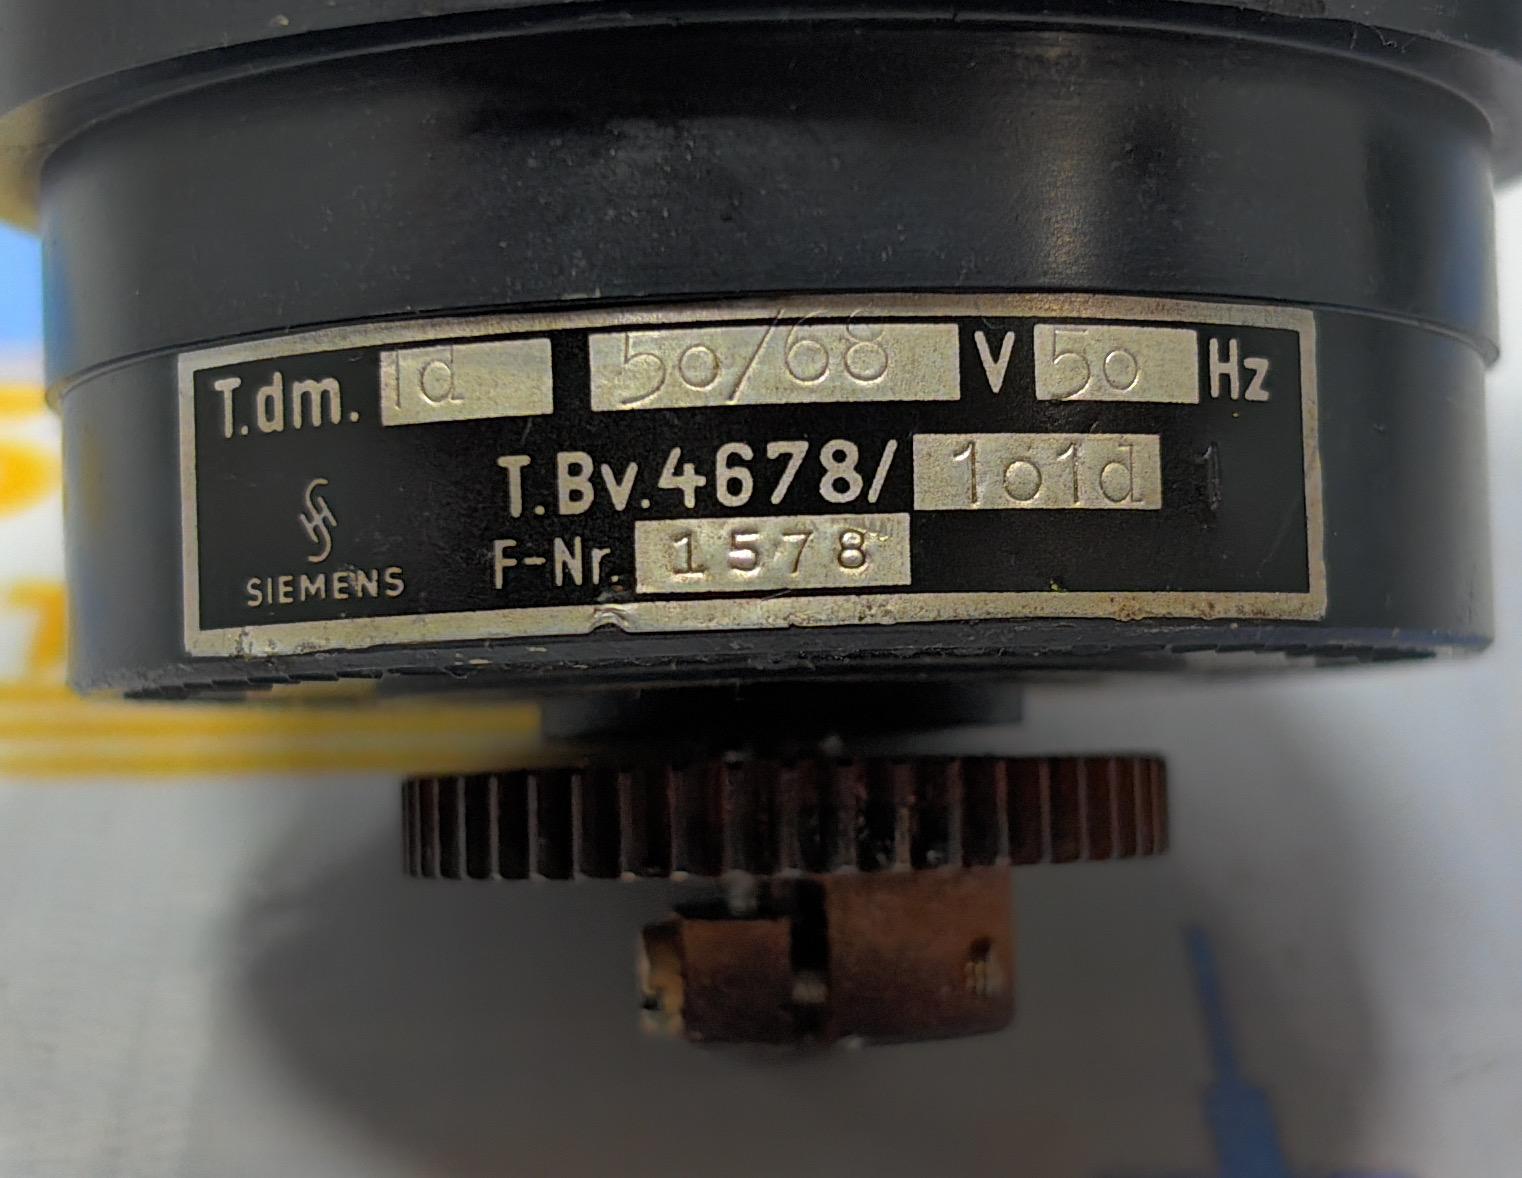 T.dm. 1d 50/68 V 50 Hz
T.Bv.4678/ 101d 1
F-Nr. 1578
SIEMENS